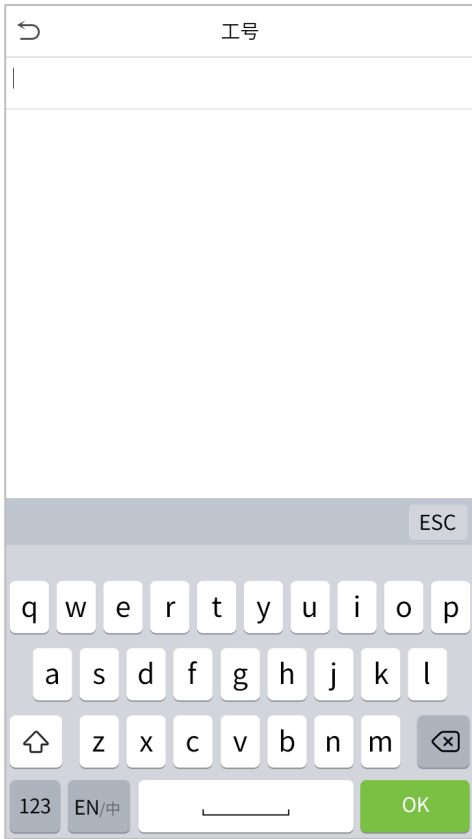 工号
ESC
q w e r t y u i o p
a s d f g h j k l
z x c v b n m
123 EN/中 OK